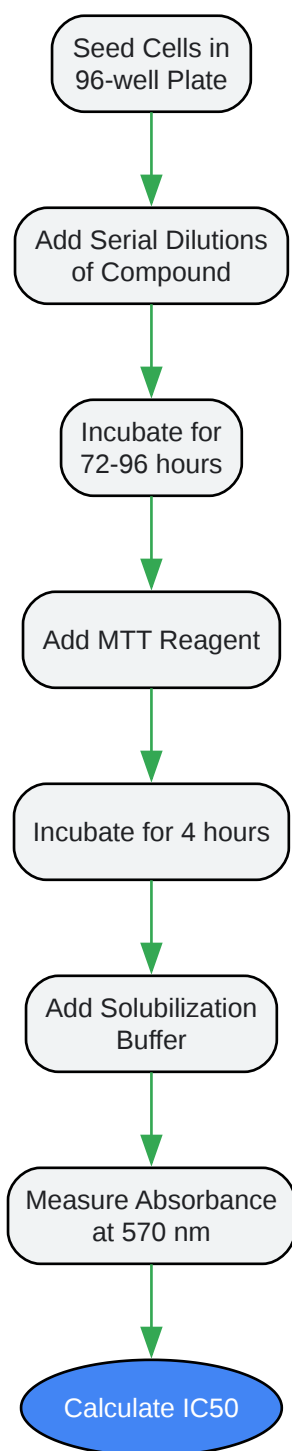 Seed Cells in
96-well Plate
Add Serial Dilutions
of Compound
Incubate for
72-96 hours
Add MTT Reagent
Incubate for 4 hours
Add Solubilization
Buffer
Measure Absorbance
at 570 nm
Calculate IC50